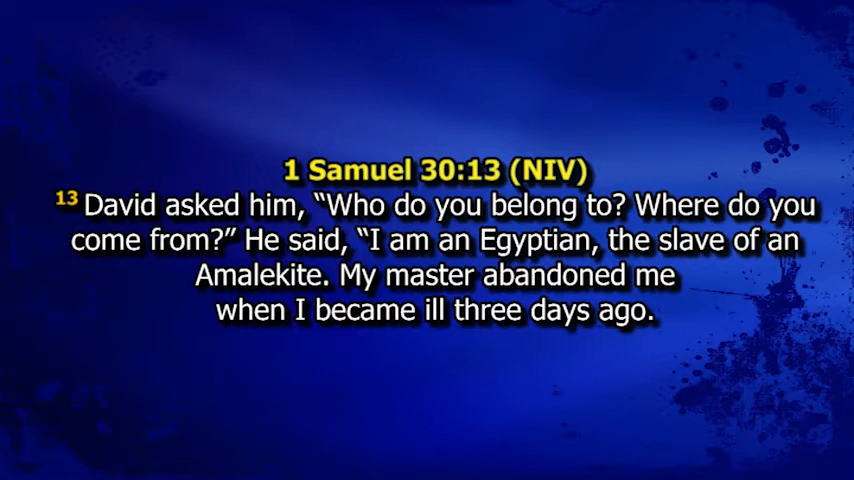 1 Samuel 30:13 (NIV)
13 David asked him, “Who do you belong to? Where do you
come from?” He said, “I am an Egyptian, the slave of an
Amalekite. My master abandoned me
when I became ill three days ago.